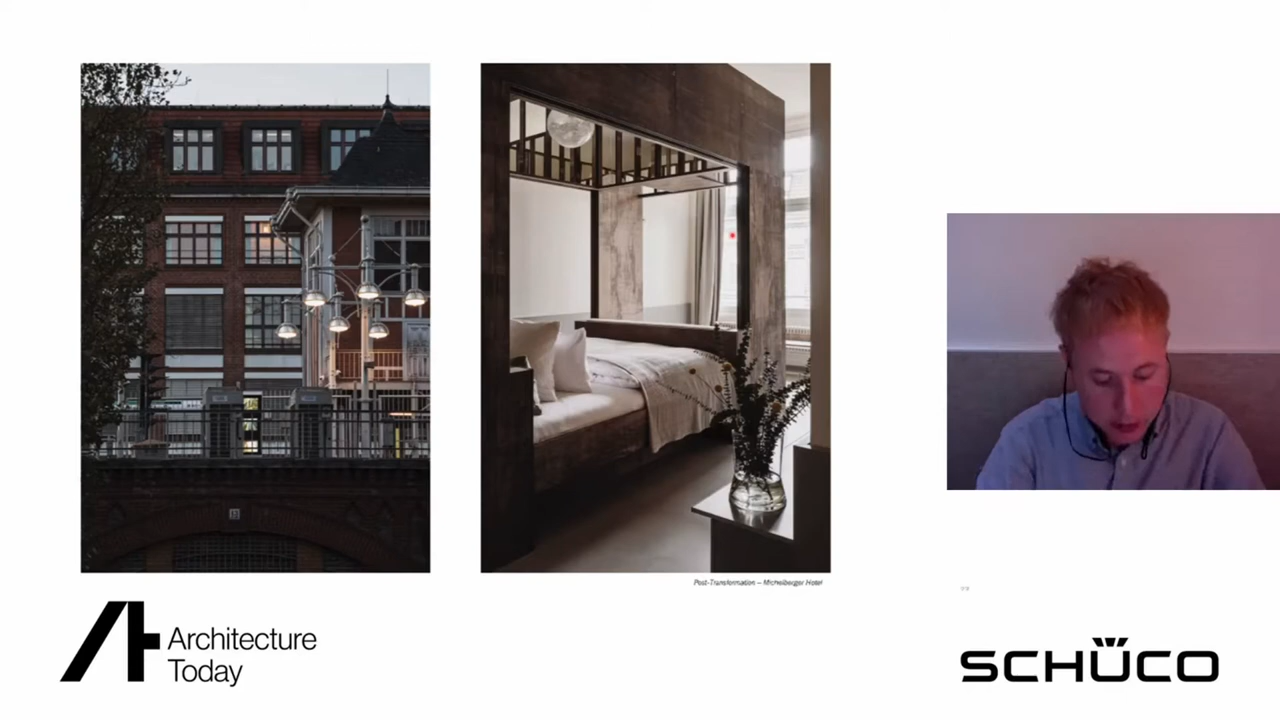 Post-Transformation – Michelberger Hotel
Architecture
Today
SCHÜCO